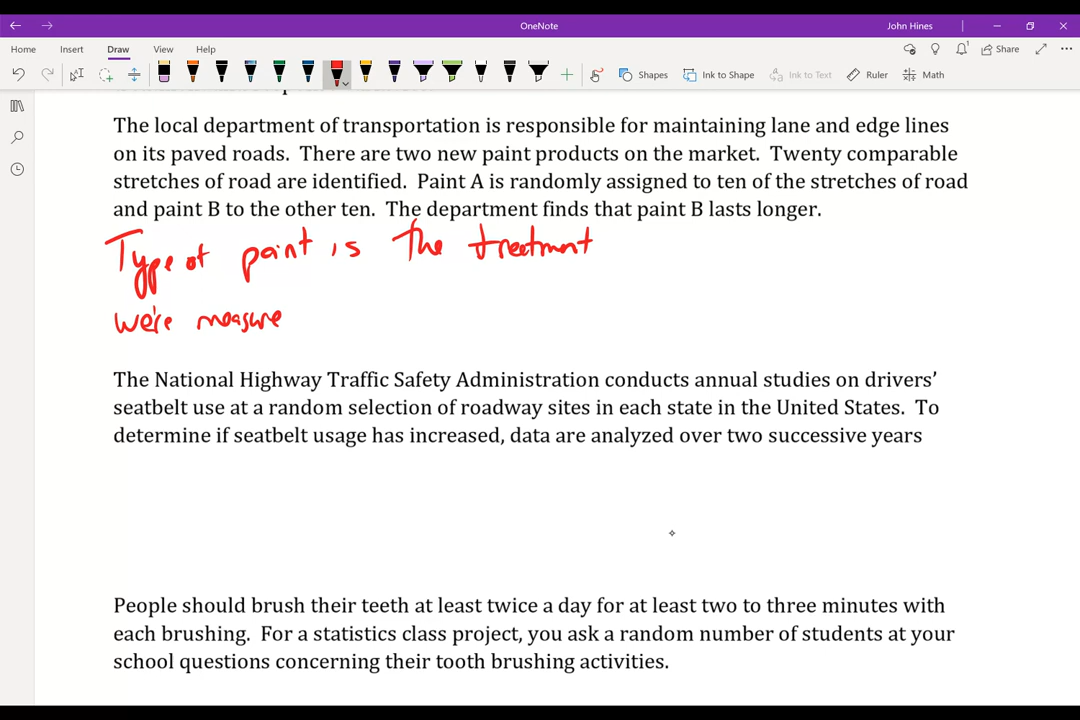 OneNote
John Hines
Home Insert Draw View Help
Share
Shapes Ink to Shape Ink to Text Ruler Math
The local department of transportation is responsible for maintaining lane and edge lines
on its paved roads. There are two new paint products on the market. Twenty comparable
stretches of road are identified. Paint A is randomly assigned to ten of the stretches of road
and paint B to the other ten. The department finds that paint B lasts longer.
Type of paint is the treatment
We're measure
The National Highway Traffic Safety Administration conducts annual studies on drivers’
seatbelt use at a random selection of roadway sites in each state in the United States. To
determine if seatbelt usage has increased, data are analyzed over two successive years
People should brush their teeth at least twice a day for at least two to three minutes with
each brushing. For a statistics class project, you ask a random number of students at your
school questions concerning their tooth brushing activities.